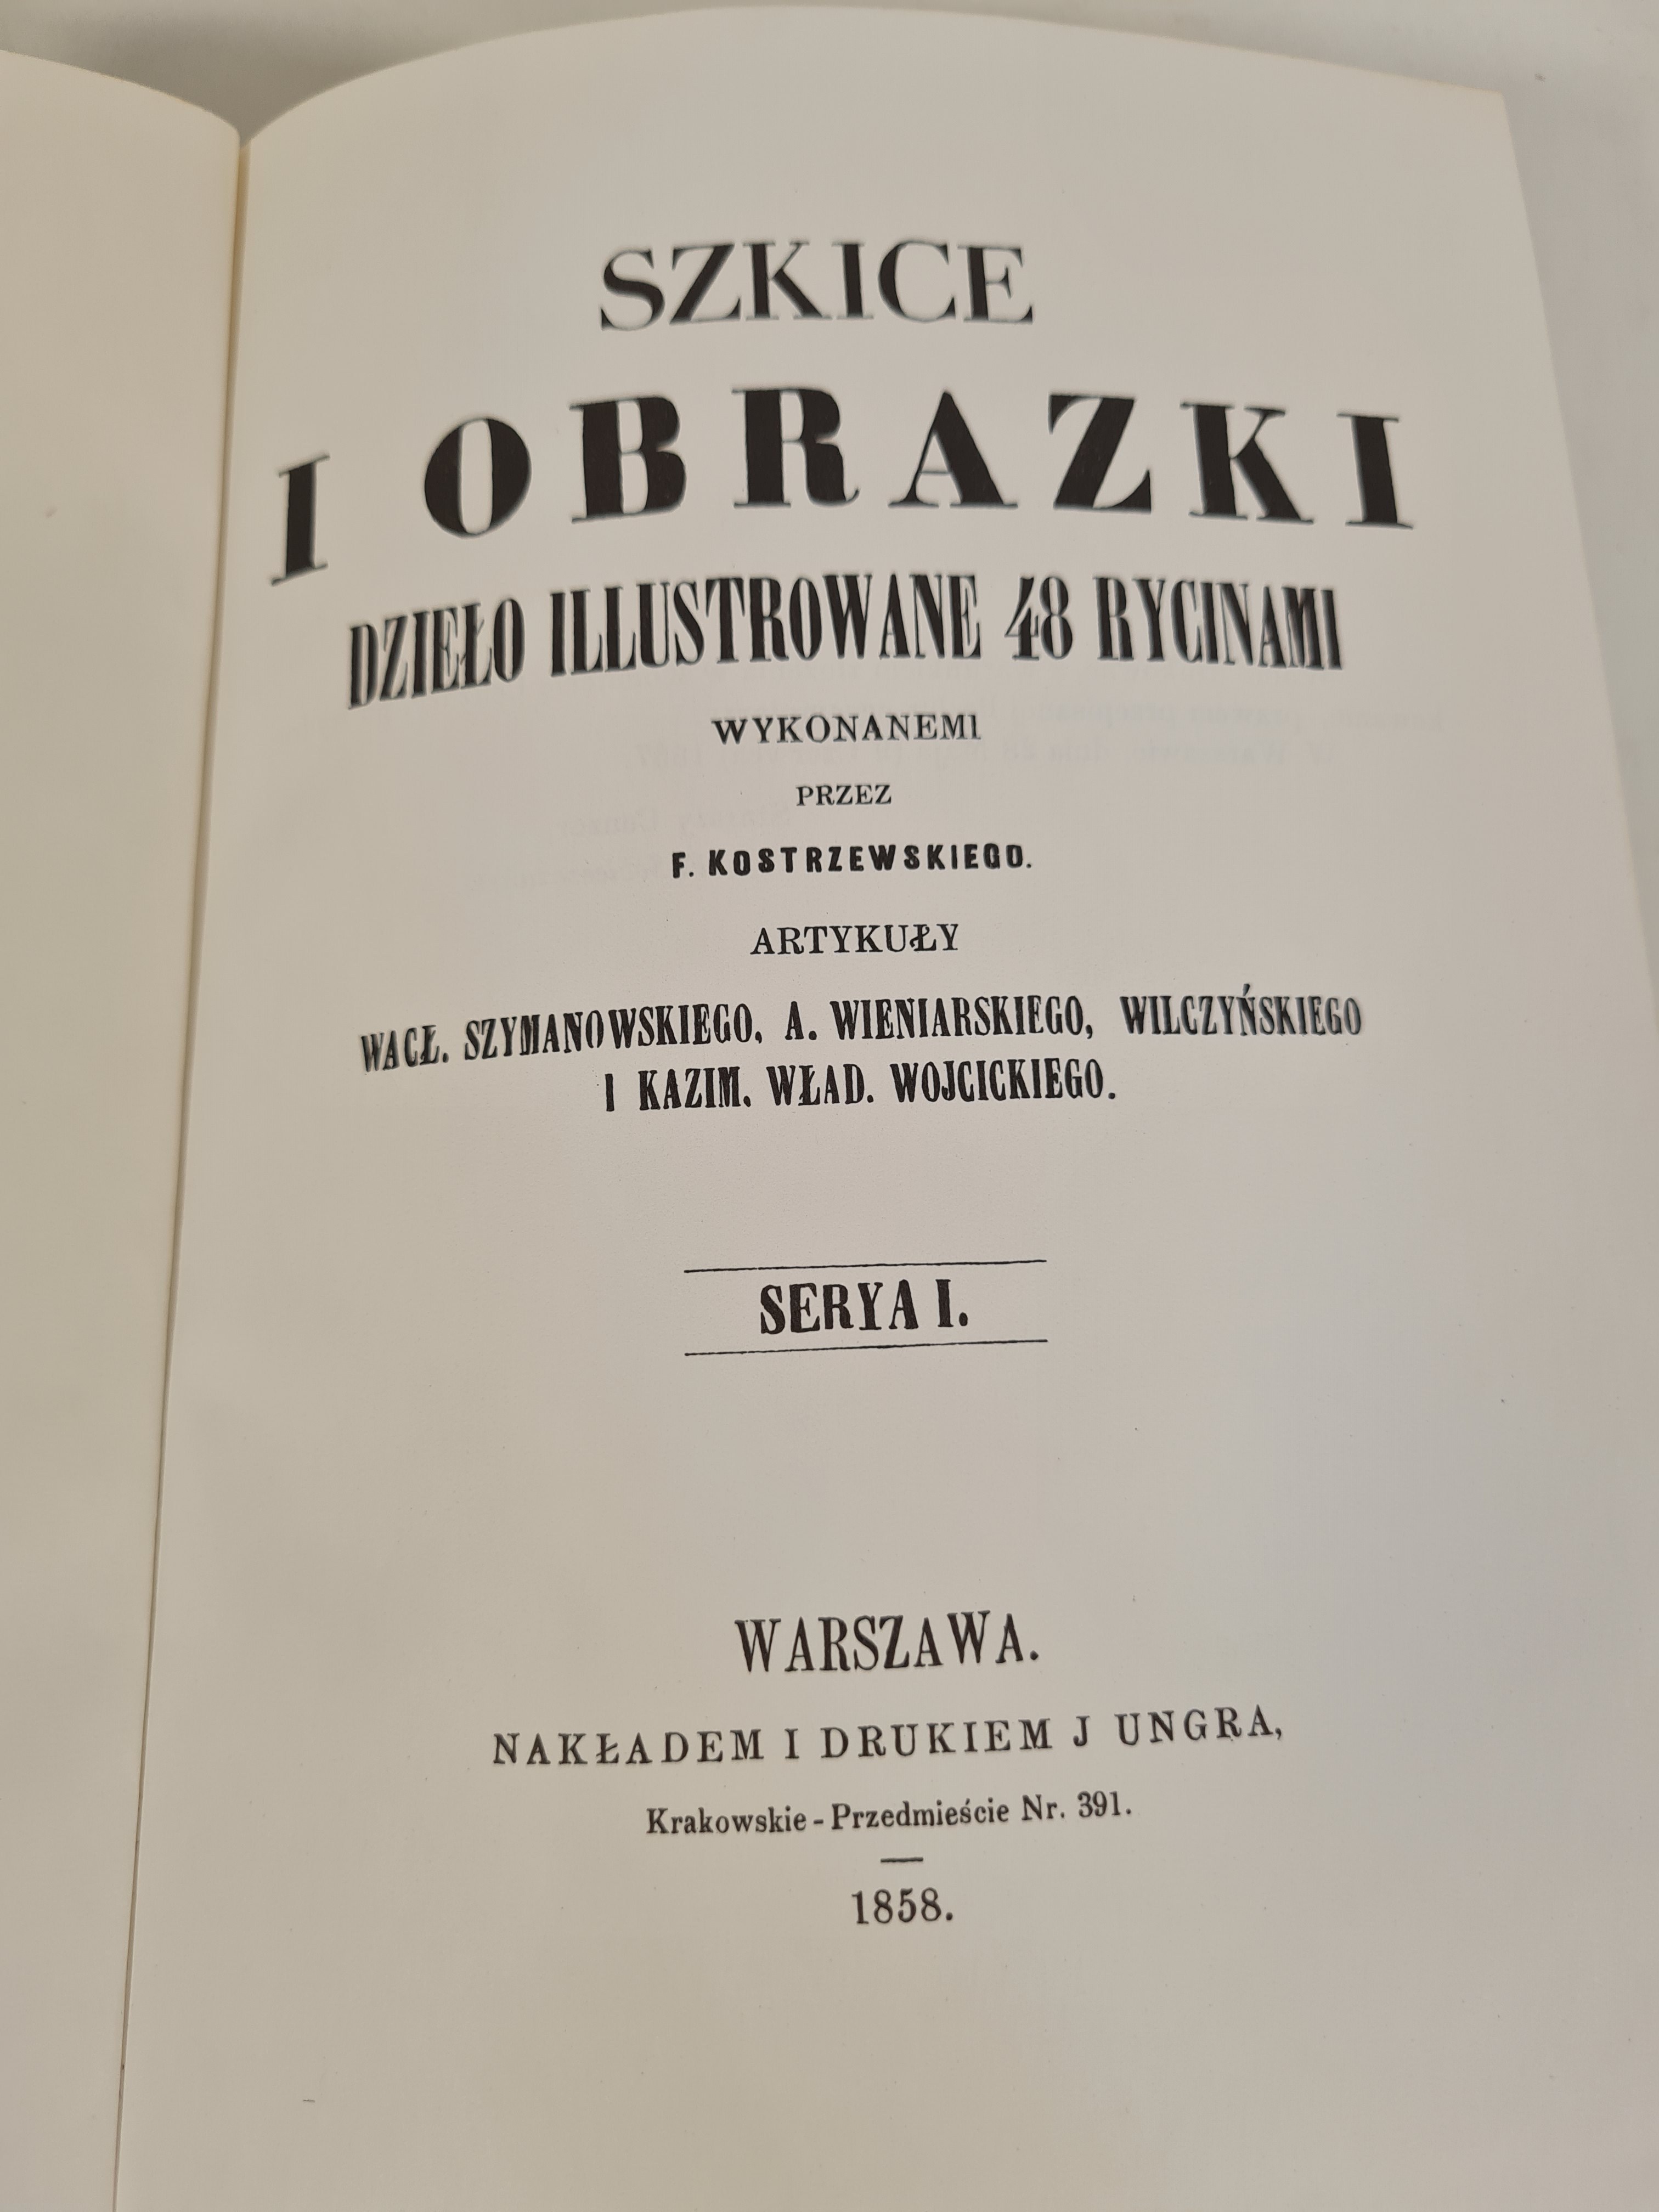 SZKICE
I OBRAZKI
DZIEŁO ILLUSTROWANE 48 RYCINAMI
WYKONANEMI
PRZEZ
F. KOSTRZEWSKIEGO.
ARTYKUŁY
WACŁ. SZYMANOWSKIEGO, A. WIENIARSKIEGO, WILCZYŃSKIEGO
I KAZIM. WŁAD. WOJCICKIEGO.
SERYA I.
WARSZAWA.
NAKŁADEM I DRUKIEM J UNGRA,
Krakowskie-Przedmieście Nr. 391.
1858.